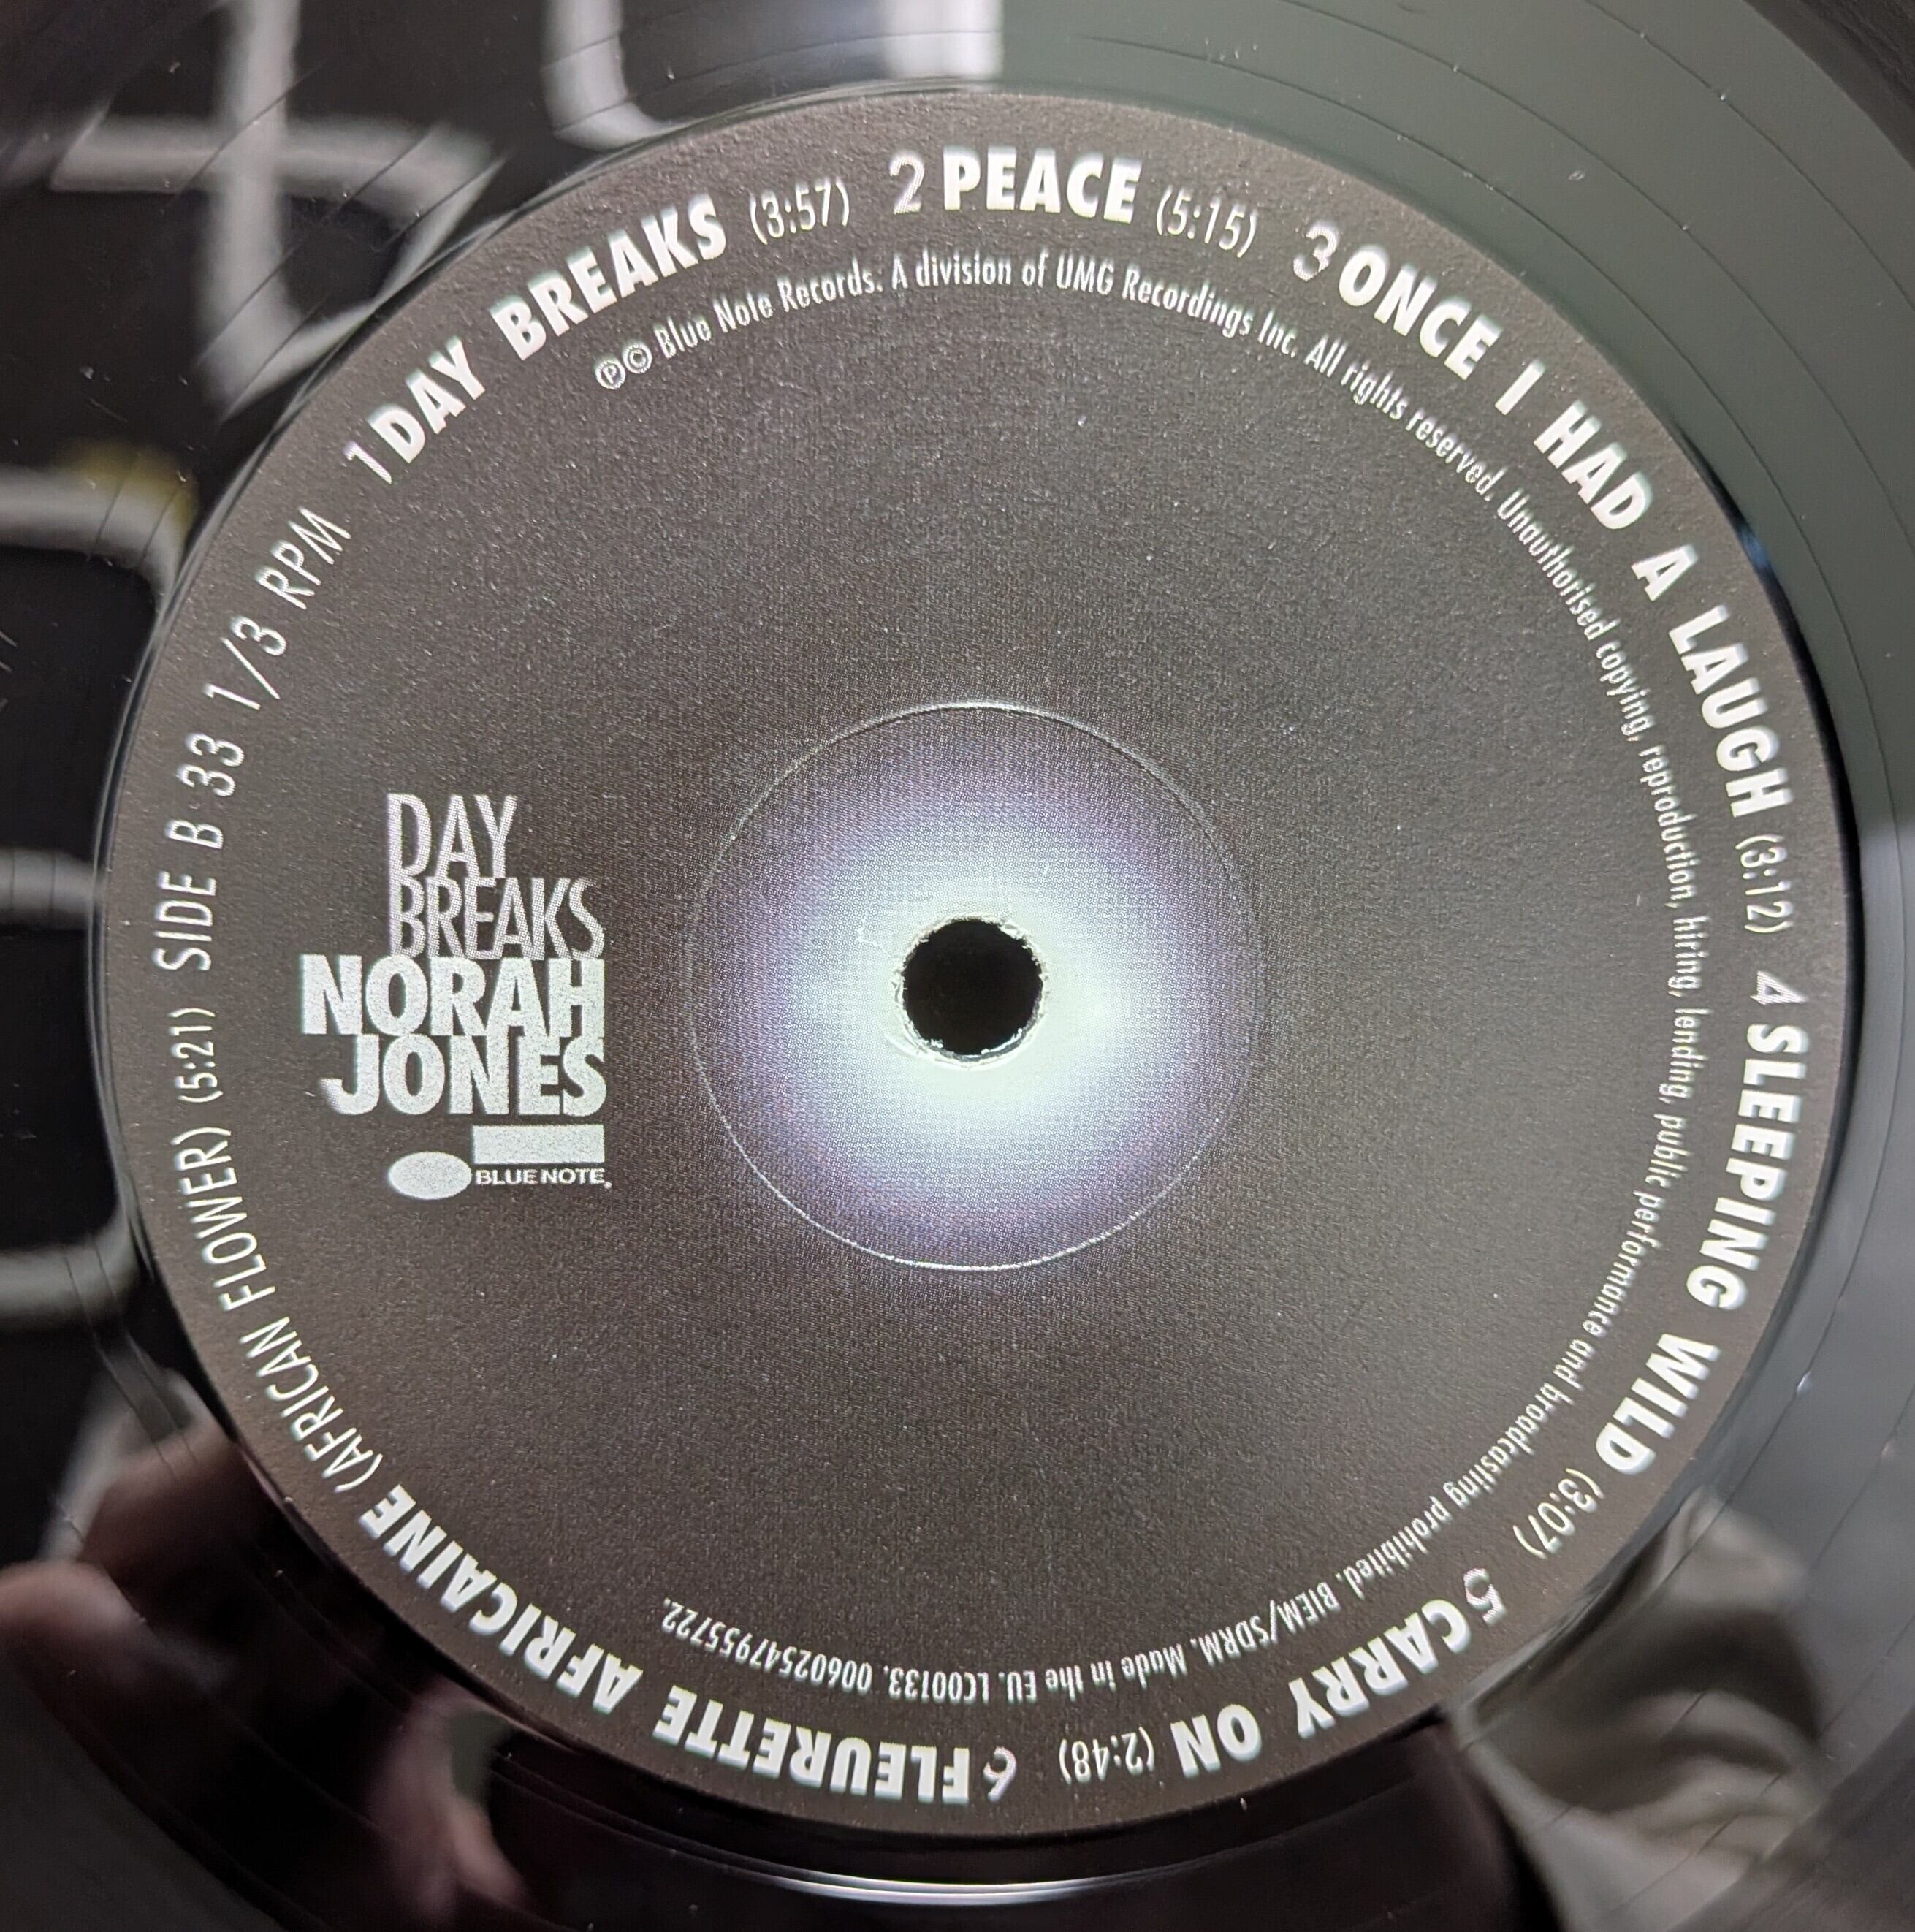 SIDE B 33 1/3 RPM 1 DAY BREAKS (3:57) 2 PEACE (5:15) 3 ONCE I HAD A LAUGH (3:12) 4 SLEEPING WILD (3:07) 5 CARRY ON (2:48) 6 FLEURETTE AFRICAINE (AFRICAN FLOWER) (5:21)
℗© Blue Note Records. A division of UMG Recordings Inc. All rights reserved. Unauthorised copying, reproduction, hiring, lending, public performance and broadcasting prohibited. BIEM/SDRM. Made in the EU. LC00133. 00602547955722.
DAY
BREAKS
NORAH
JONES
BLUE NOTE